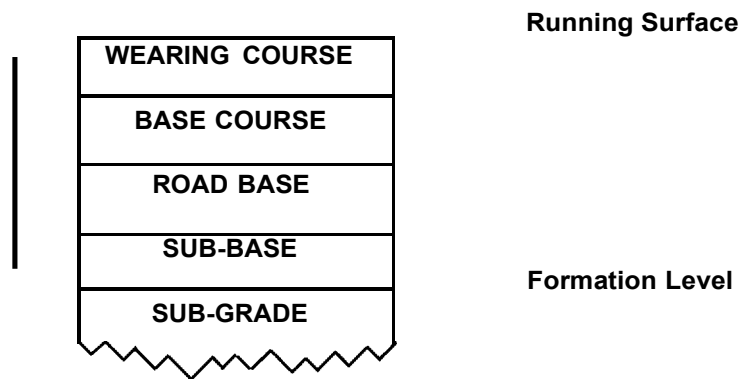 Running Surface
WEARING COURSE
BASE COURSE
ROAD BASE
SUB-BASE
Formation Level
SUB-GRADE